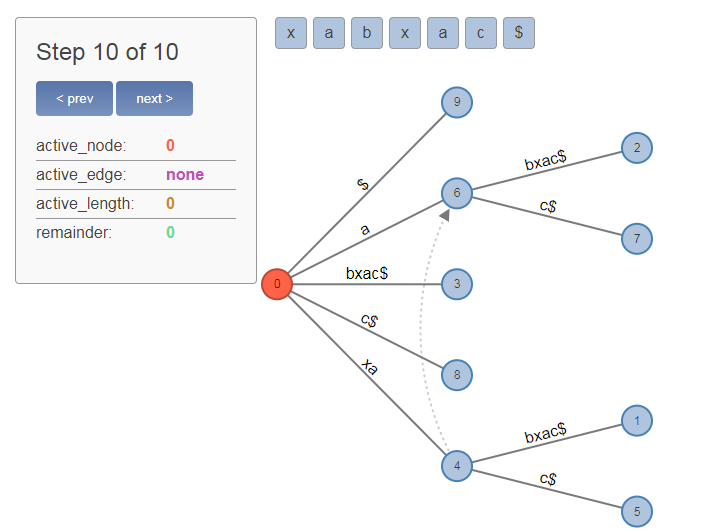 x a b x a c $
Step 10 of 10
< prev next >
active_node: 0
active_edge: none
active_length: 0
remainder: 0
9
$
2
bxac$
6
a
c$
7
0
bxac$
3
c$
8
xa
1
bxac$
4
c$
5